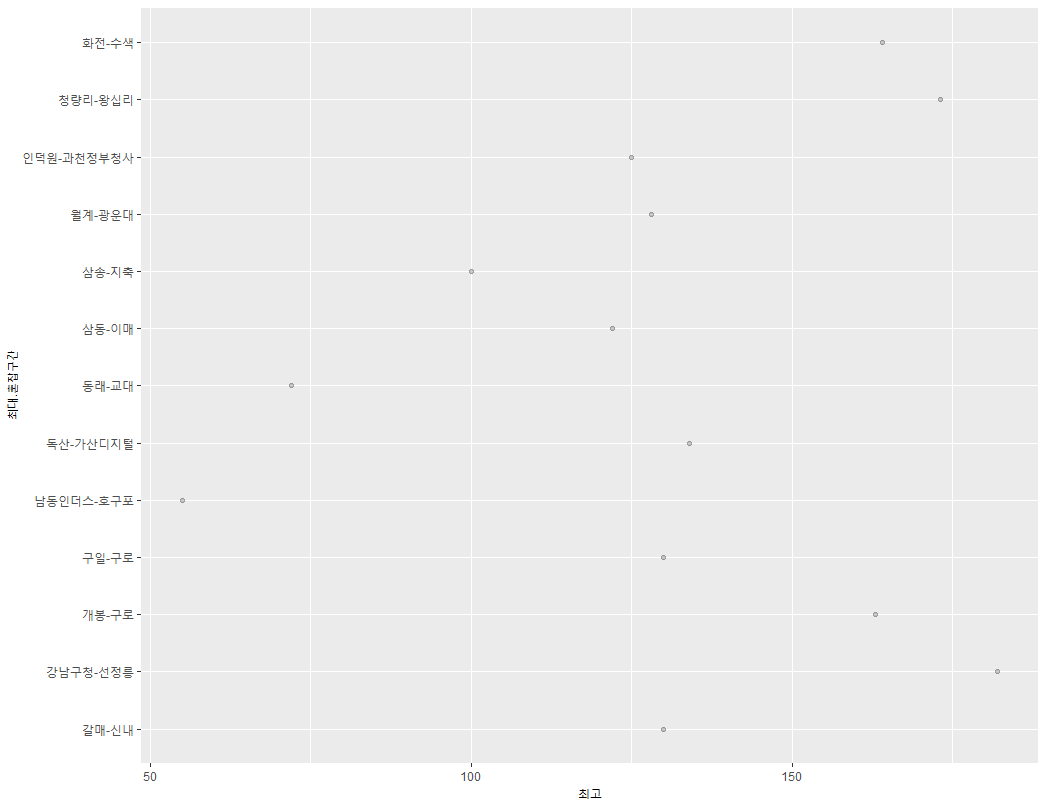 화전-수색
청량리-왕십리
인덕원-과천정부청사
월계-광운대
삼송-지축
삼동-이매
동래-교대
독산-가산디지털
남동인더스-호구포
구일-구로
개봉-구로
강남구청-선정릉
갈매-신내
최대.혼잡구간
50 100 150
최고